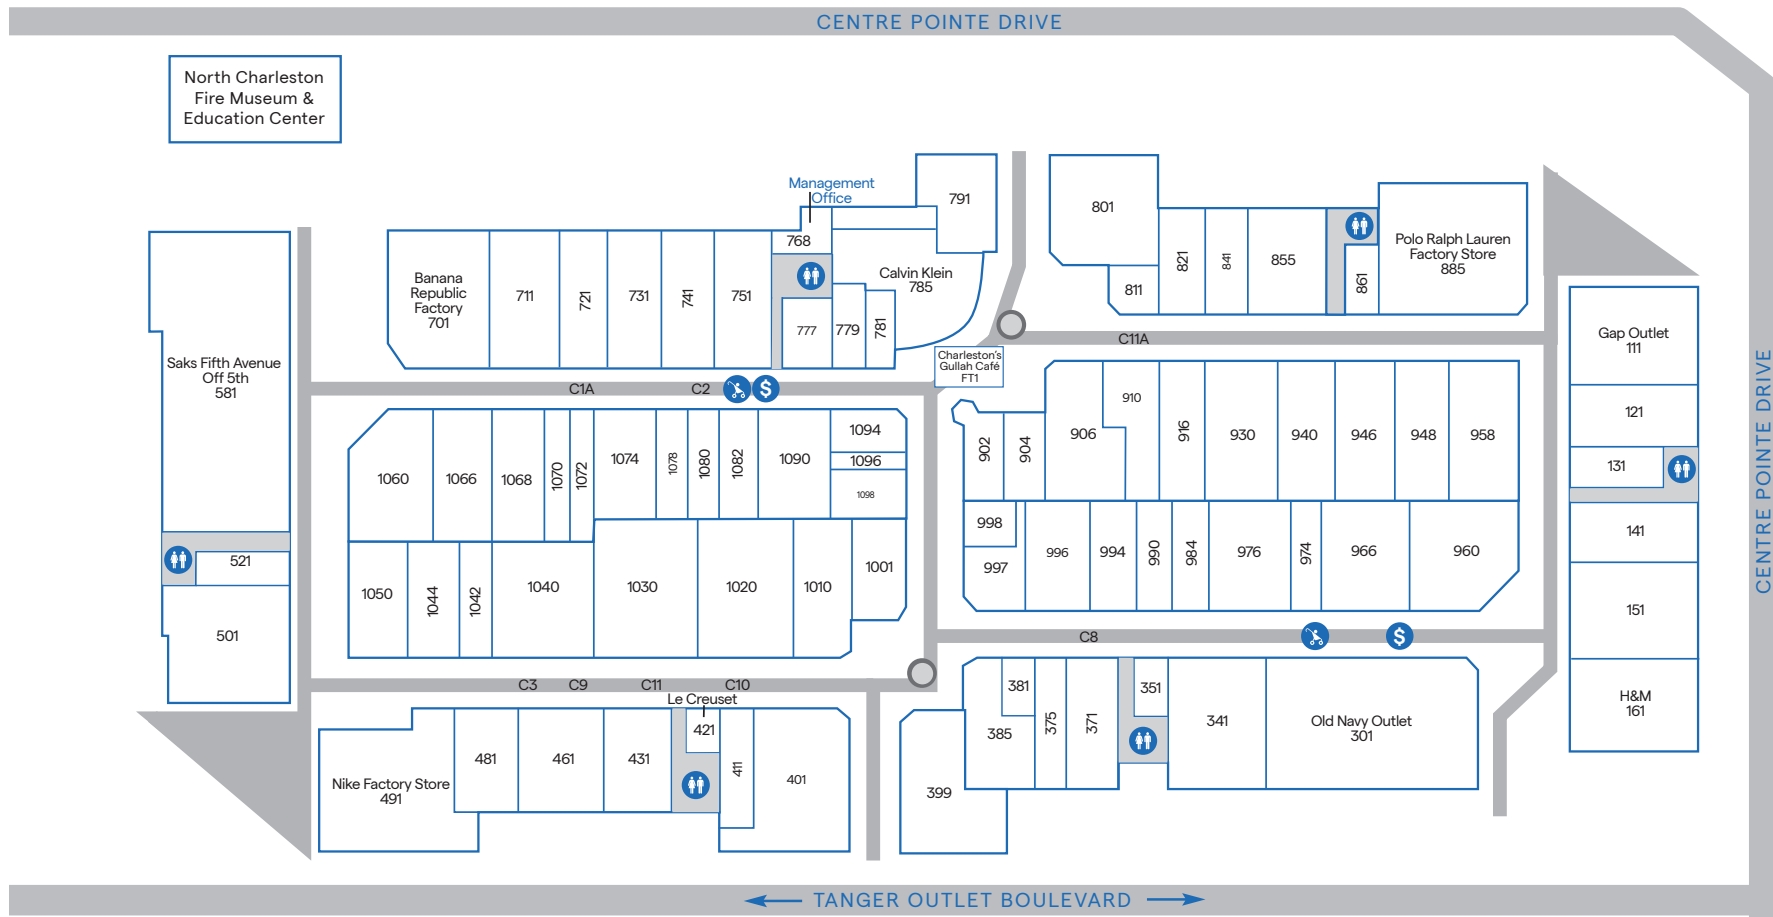 CENTRE POINTE DRIVE
North Charleston
Fire Museum &
Education Center
Management
Office
791
801
768
821
841
855
861
811
Polo Ralph Lauren
Factory Store
885
Banana
Republic
Factory
701
711
721
731
741
751
777
779
781
Calvin Klein
785
Saks Fifth Avenue
Off 5th
581
521
501
Gap Outlet
111
121
131
141
151
H&M
161
CENTRE POINTE DRIVE
C11A
Charleston's
Gullah Café
FT1
C1A
C2
$
1060
1066
1068
1070
1072
1074
1078
1080
1082
1090
1094
1096
1098
902
904
906
910
916
930
940
946
948
958
1050
1044
1042
1040
1030
1020
1010
1001
998
997
996
994
990
984
976
974
966
960
C8
$
C3
C9
C11
C10
Le Creuset
421
Nike Factory Store
491
481
461
431
411
401
399
385
381
375
371
351
341
Old Navy Outlet
301
TANGER OUTLET BOULEVARD